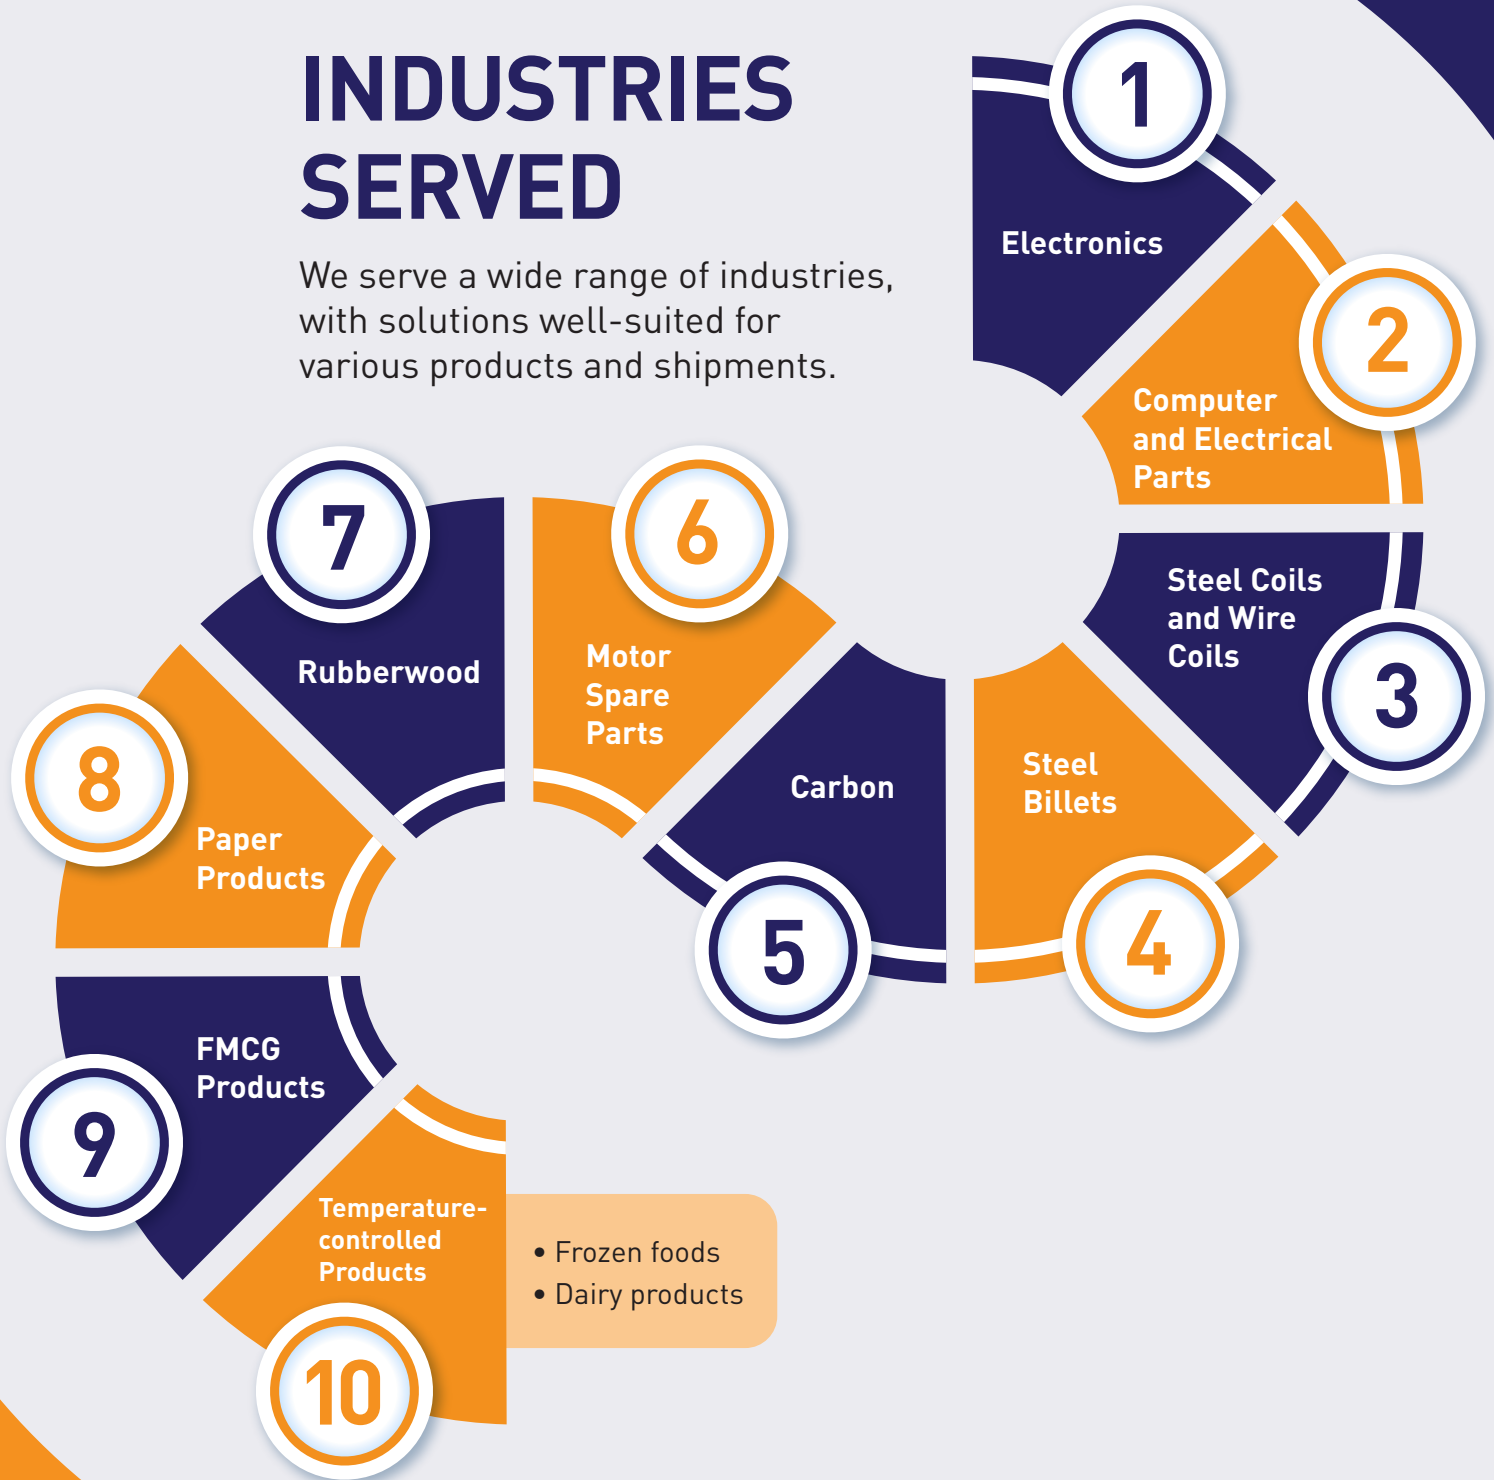 INDUSTRIES
SERVED
We serve a wide range of industries,
with solutions well-suited for
various products and shipments.
1
Electronics
2
Computer
and Electrical
Parts
3
Steel Coils
and Wire
Coils
4
Steel
Billets
5
Carbon
6
Motor
Spare
Parts
7
Rubberwood
8
Paper
Products
9
FMCG
Products
10
Temperature-
controlled
Products
• Frozen foods
• Dairy products